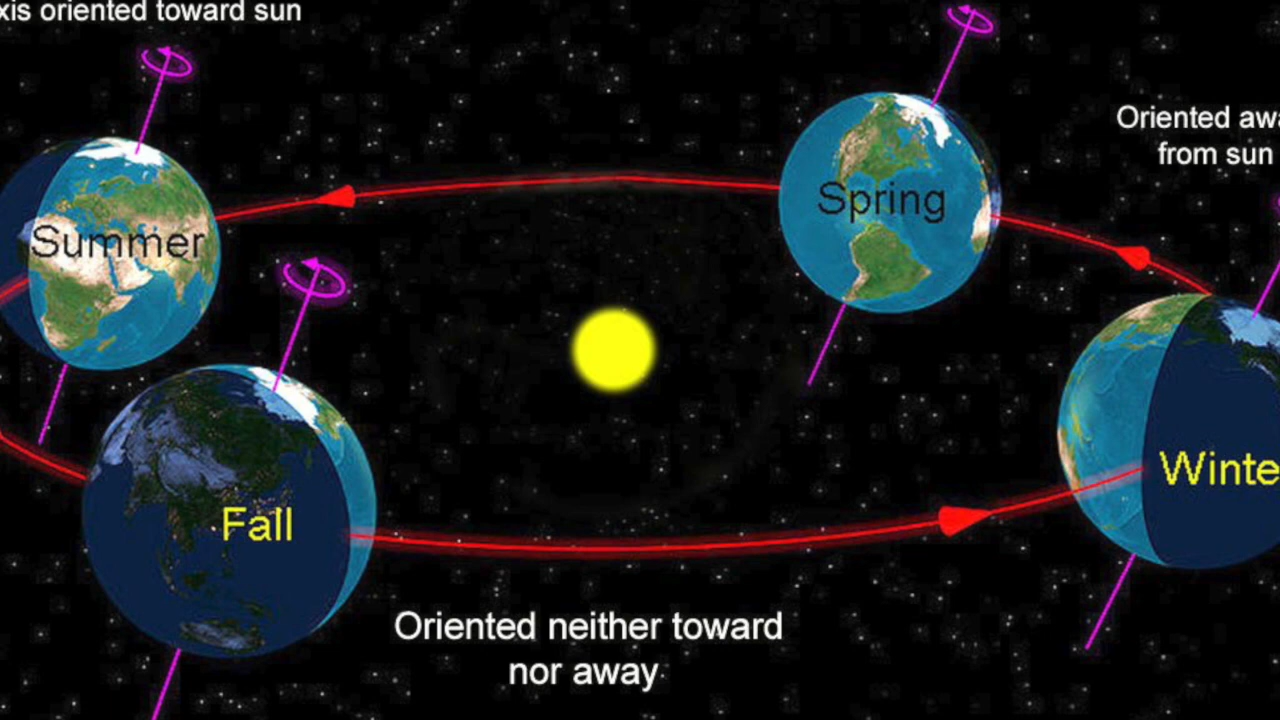 xis oriented toward sun
Oriented awa
from sun
Spring
Summer
Winte
Fall
Oriented neither toward
nor away